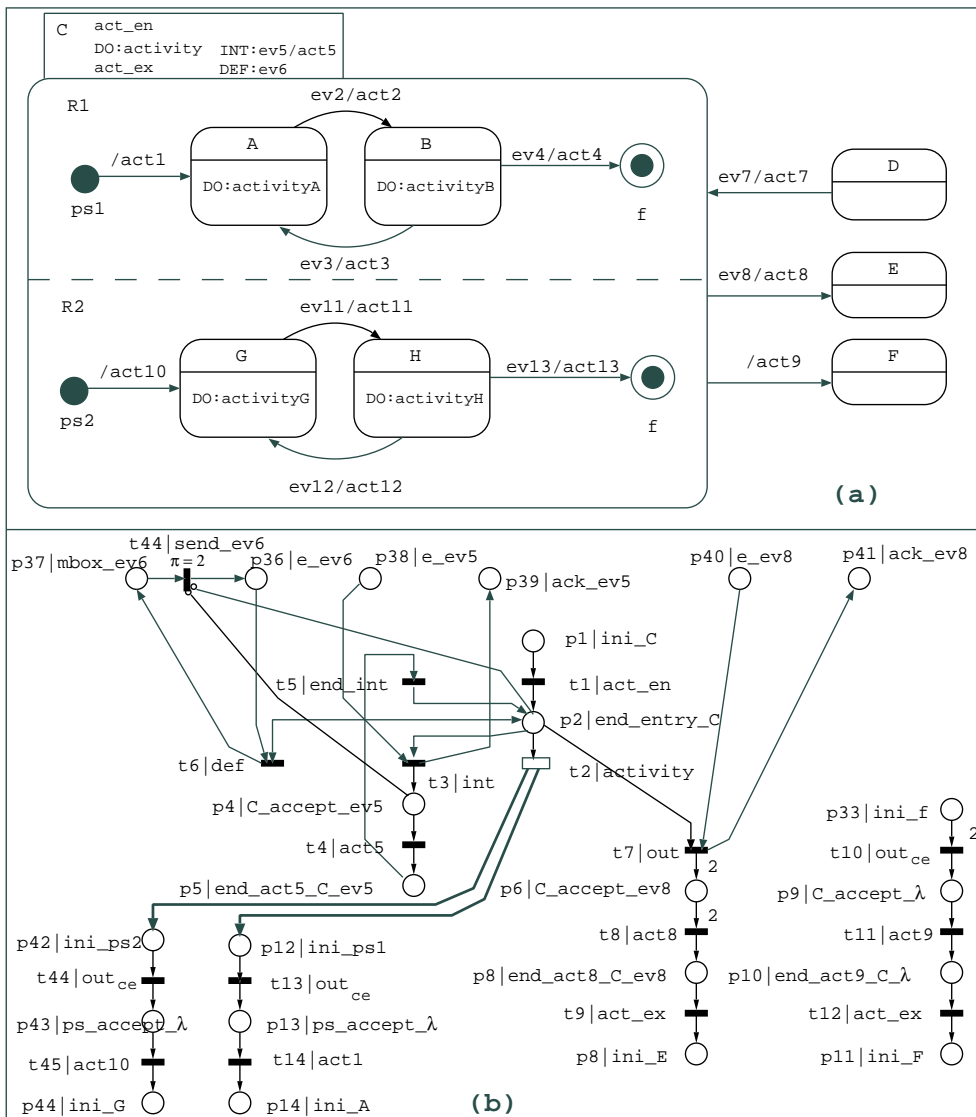 C act_en
DO:activity INT:ev5/act5
act_ex DEF:ev6
R1
ev2/act2
A
B
/act1
ev4/act4
DO:activityA
DO:activityB
ps1
f
ev3/act3
ev7/act7
D
E
ev8/act8
R2
ev11/act11
G
H
/act10
ev13/act13
/act9
F
DO:activityG
DO:activityH
ps2
f
ev12/act12
(a)
t44|send_ev6
p37|mbox_ev6
π=2
p36|e_ev6
p38|e_ev5
p39|ack_ev5
p40|e_ev8
p41|ack_ev8
p1|ini_C
t5|end_int
t1|act_en
p2|end_entry_C
t6|def
t3|int
t2|activity
p4|C_accept_ev5
p33|ini_f
2
t4|act5
t7|out
2
t10|out_ce
p5|end_act5_C_ev5
p6|C_accept_ev8
p9|C_accept_λ
2
p42|ini_ps2
p12|ini_ps1
t8|act8
t11|act9
t44|out_ce
t13|out_ce
p8|end_act8_C_ev8
p10|end_act9_C_λ
p43|ps_accept_λ
p13|ps_accept_λ
t9|act_ex
t12|act_ex
t45|act10
t14|act1
p8|ini_E
p11|ini_F
p44|ini_G
p14|ini_A
(b)